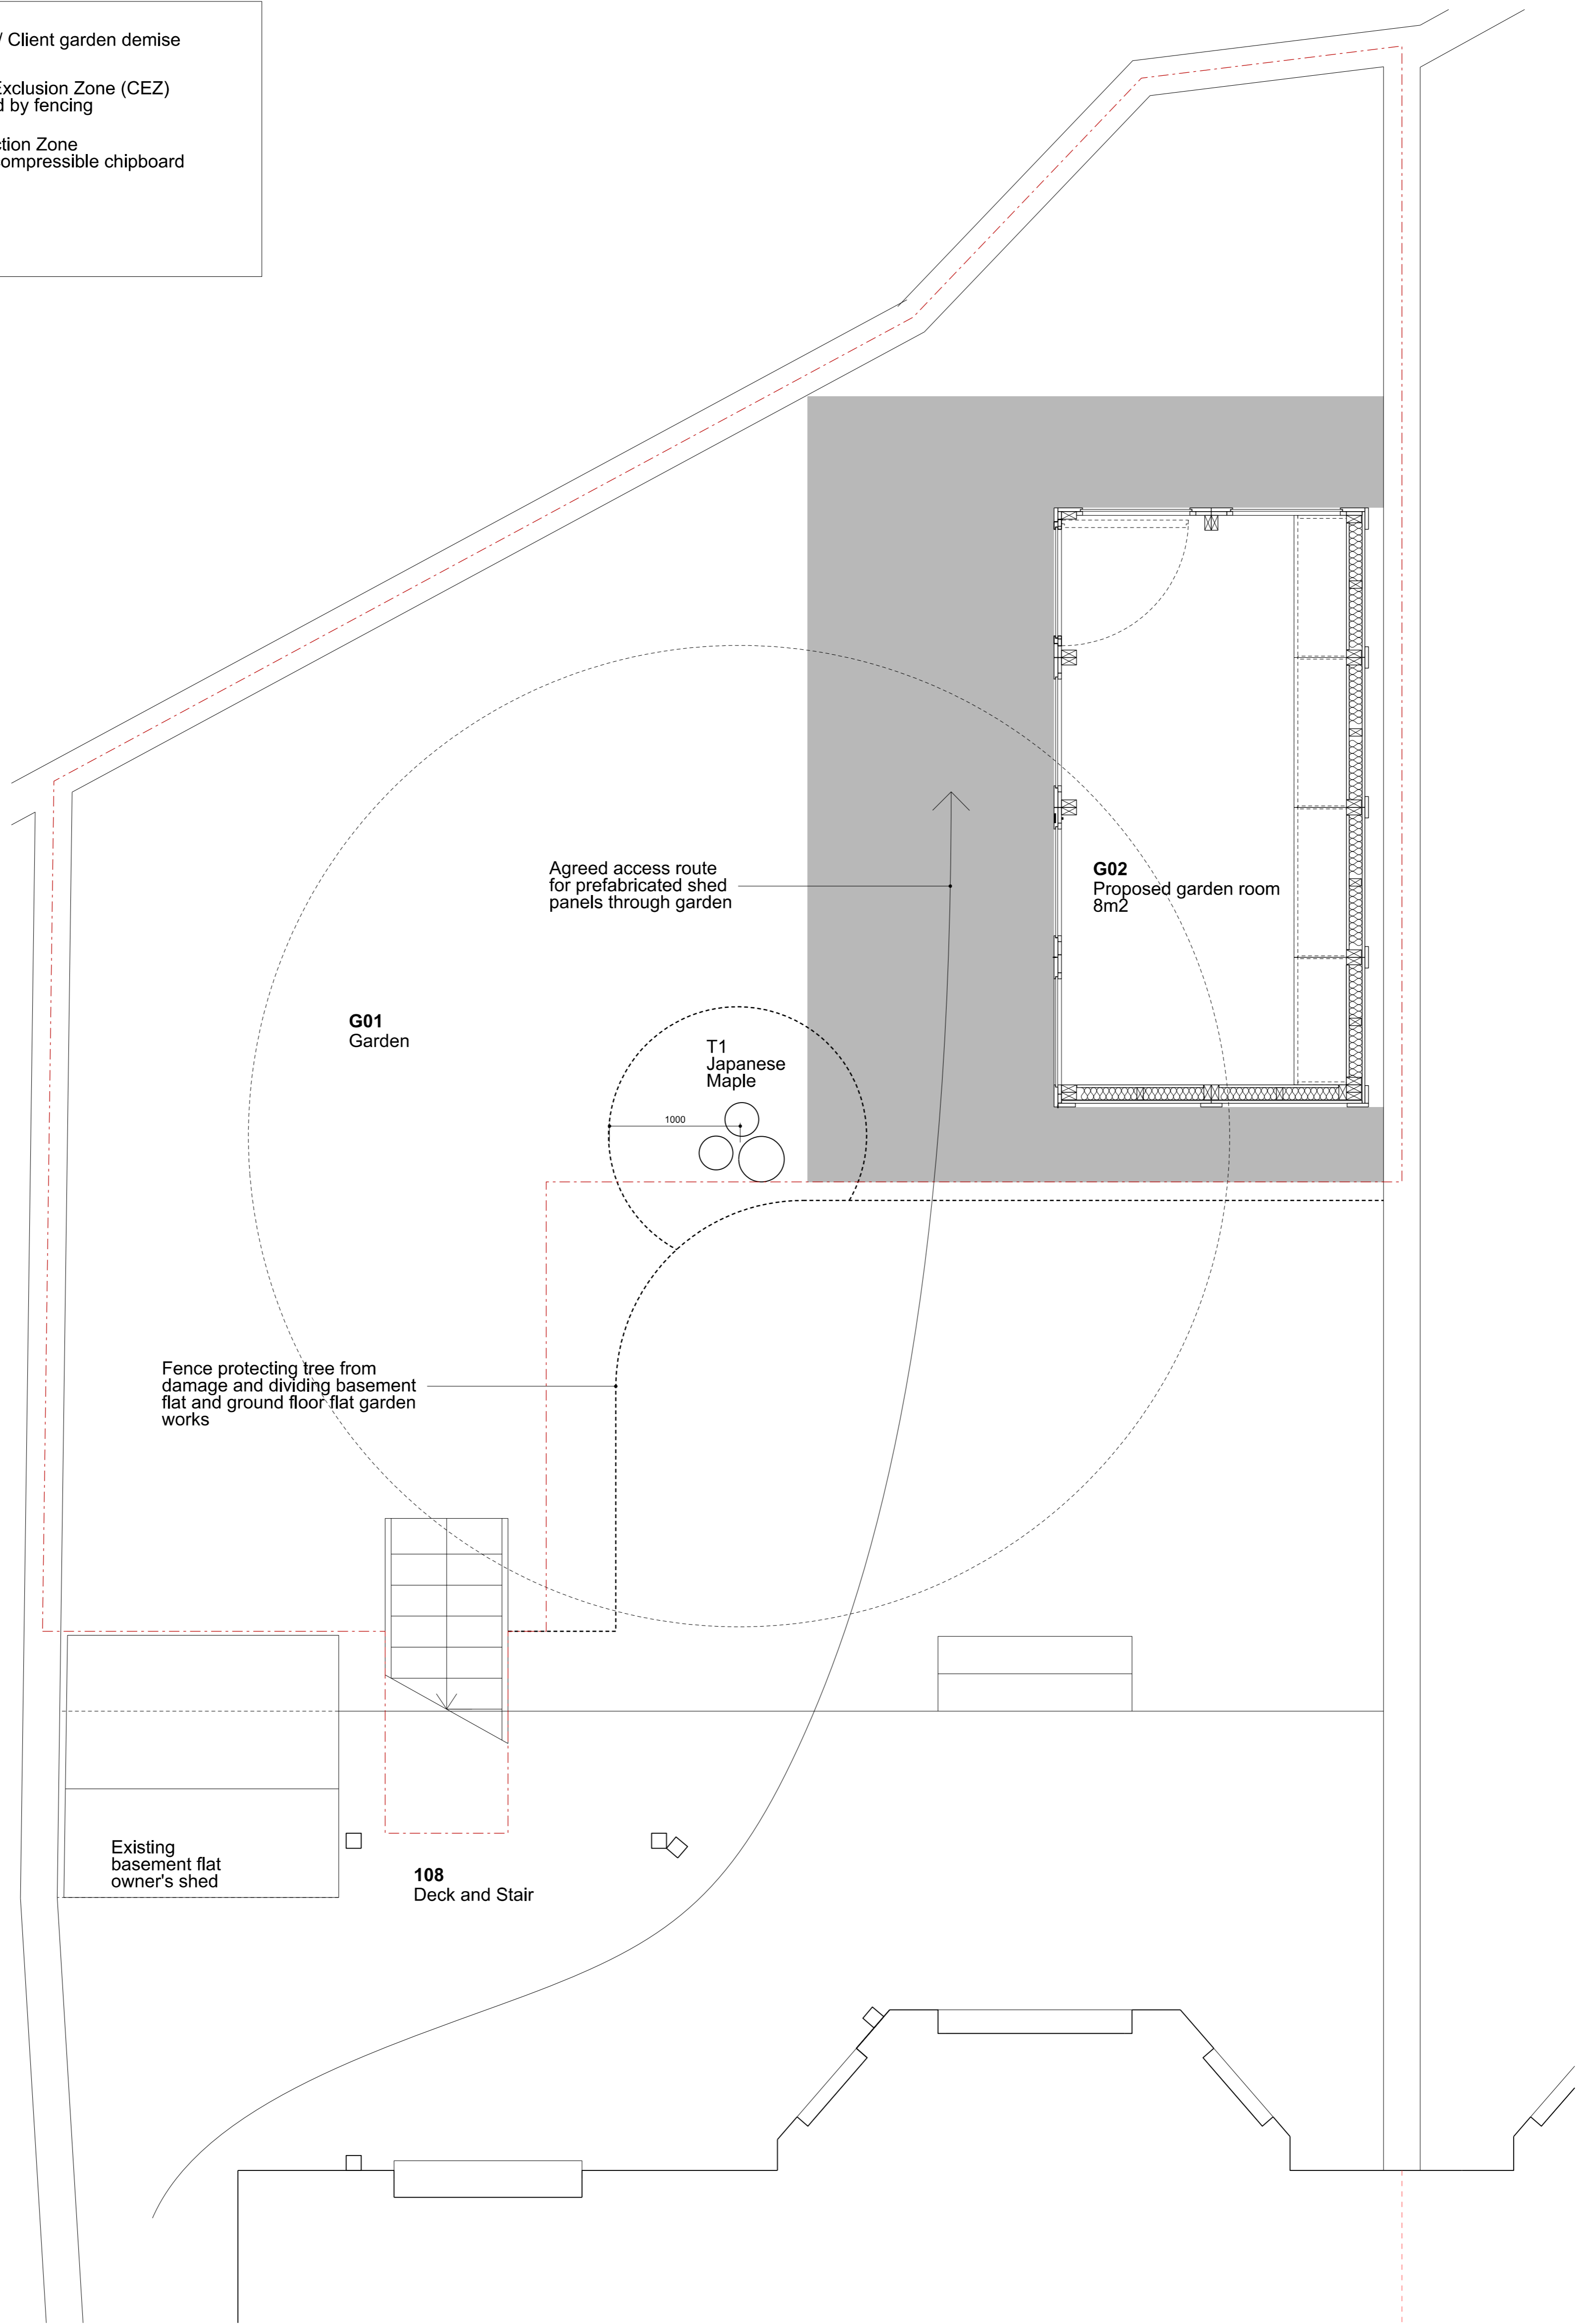 / Client garden demise
Exclusion Zone (CEZ)
by fencing
Zone
compressible chipboard
Agreed access route
for prefabricated shed
panels through garden
G02
Proposed garden room
8m2
G01
Garden
T1
Japanese
Maple
1000
Fence protecting tree from
damage and dividing basement
flat and ground floor flat garden
works
Existing
basement flat
owner's shed
108
Deck and Stair